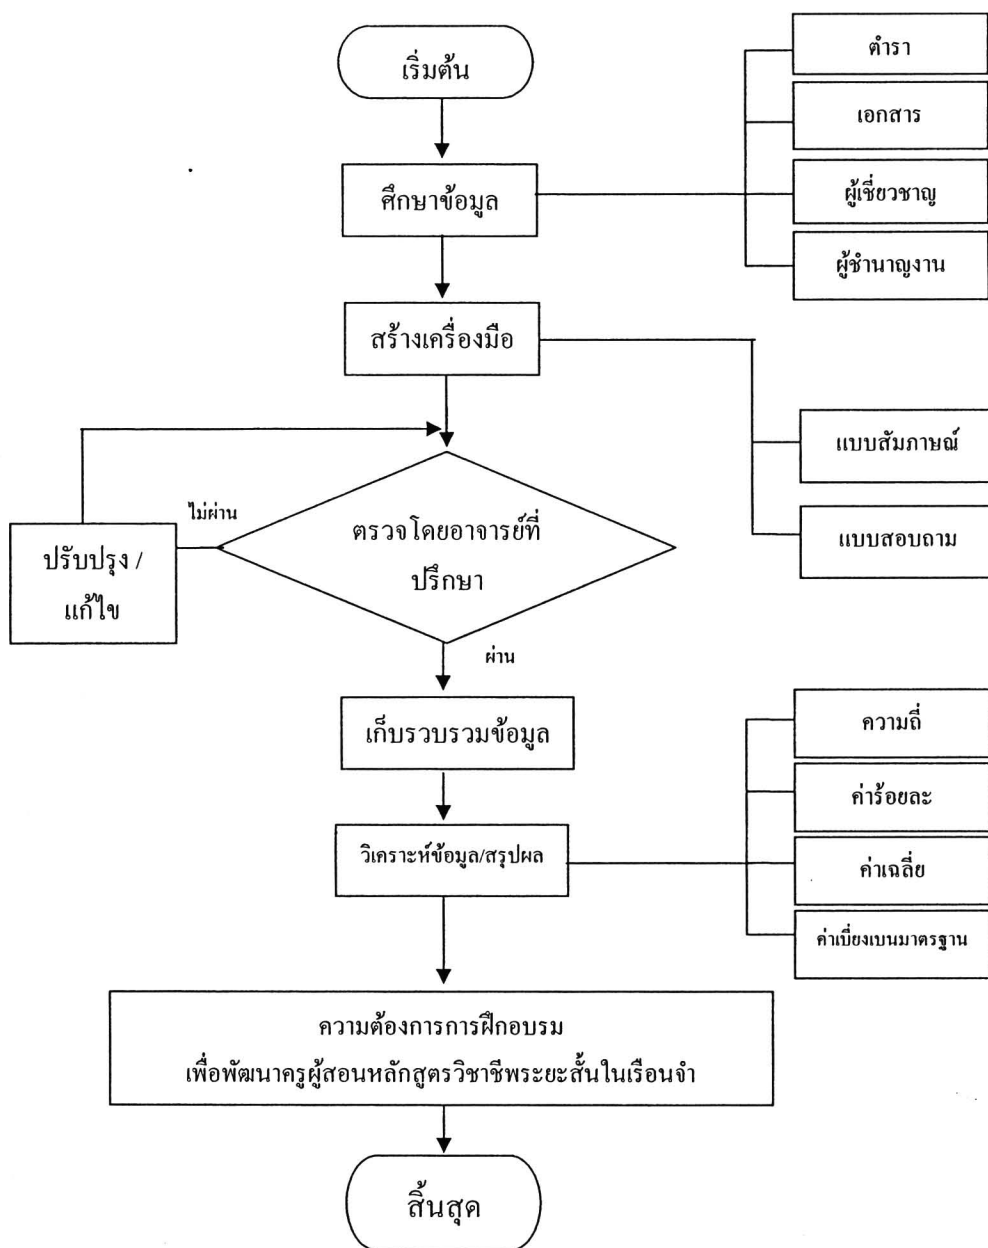 เริ่มต้น
ตำรา
เอกสาร
ศึกษาข้อมูล
ผู้เชี่ยวชาญ
ผู้ชำนาญงาน
สร้างเครื่องมือ
แบบสัมภาษณ์
ไม่ผ่าน
ตรวจโดยอาจารย์ที่
ปรึกษา
ปรับปรุง /
แก้ไข
แบบสอบถาม
ผ่าน
เก็บรวบรวมข้อมูล
ความถี่
ค่าร้อยละ
วิเคราะห์ข้อมูล/สรุปผล
ค่าเฉลี่ย
ค่าเบี่ยงเบนมาตรฐาน
ความต้องการการฝึกอบรม
เพื่อพัฒนาครูผู้สอนหลักสูตรวิชาชีพระยะสั้นในเรือนจำ
สิ้นสุด